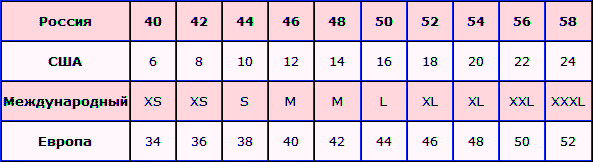 Россия 40 42 44 46 48 50 52 54 56 58
США 6 8 10 12 14 16 18 20 22 24
Международный XS XS S M M L XL XL XXL XXXL
Европа 34 36 38 40 42 44 46 48 50 52